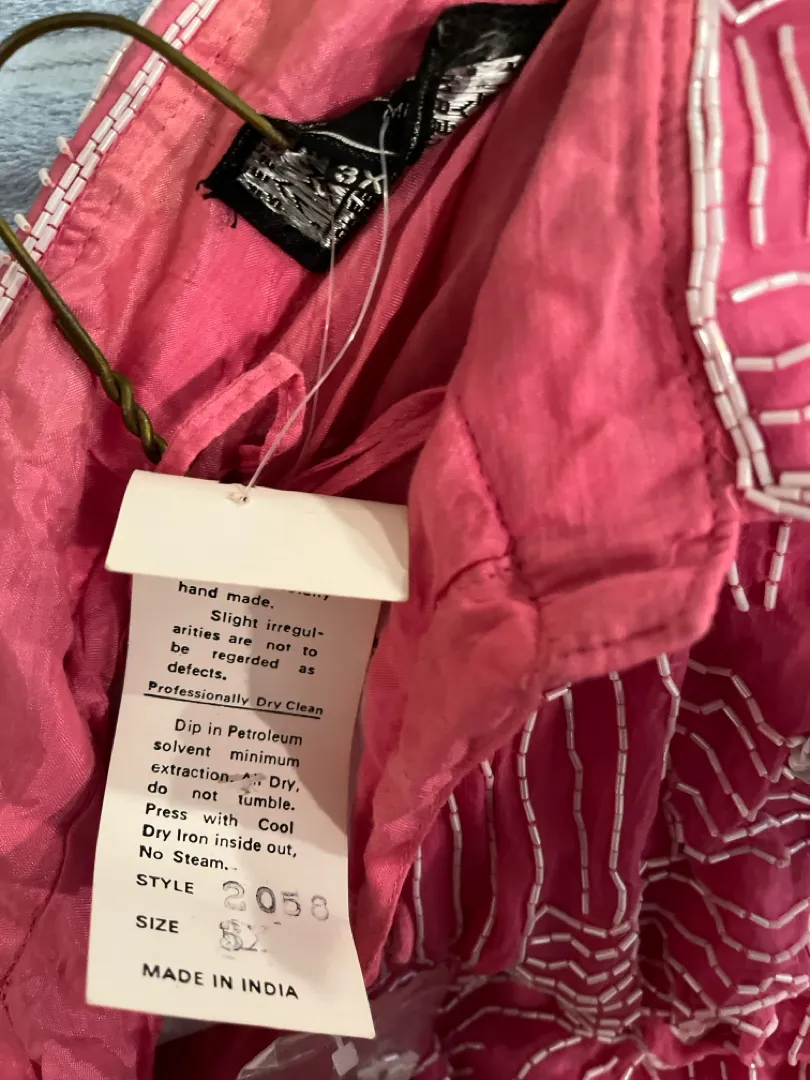 3X
hand made.
Slight irregul-
arities are not to
be regarded as
defects.
Professionally Dry Clean
Dip in Petroleum
solvent minimum
extraction. Air Dry,
do not tumble.
Press with Cool
Dry Iron inside out,
No Steam.
STYLE 2058
SIZE
MADE IN INDIA